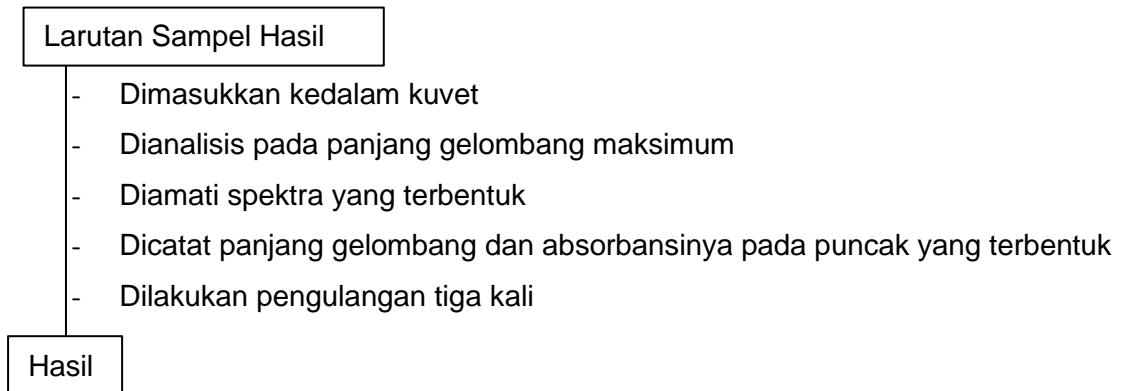 Larutan Sampel Hasil
- Dimasukkan kedalam kuvet
- Dianalisis pada panjang gelombang maksimum
- Diamati spektra yang terbentuk
- Dicatat panjang gelombang dan absorbansinya pada puncak yang terbentuk
- Dilakukan pengulangan tiga kali
Hasil